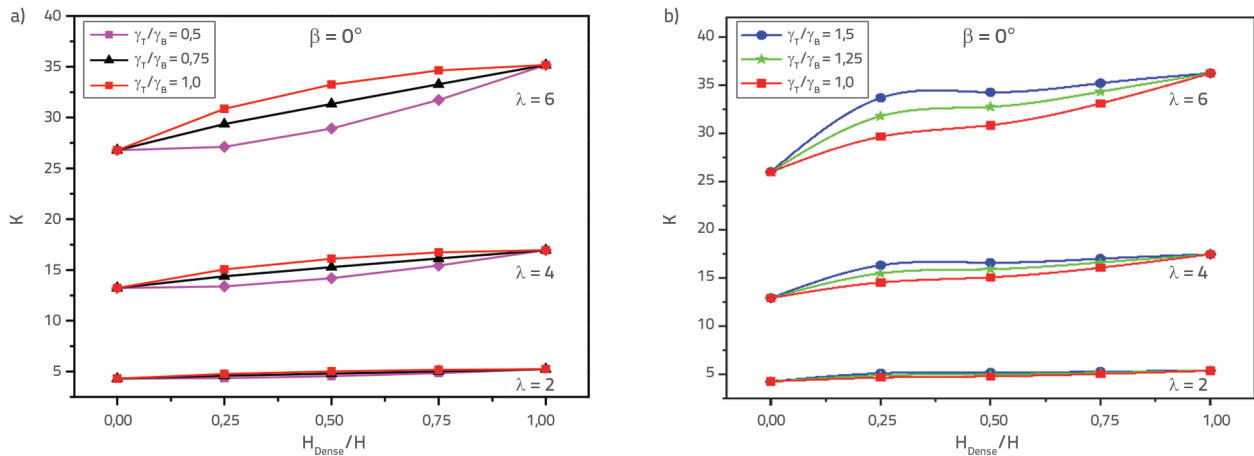 a)
γT/γB = 0,5
γT/γB = 0,75
γT/γB = 1,0
β = 0°
λ = 6
λ = 4
λ = 2
K
40
35
30
25
20
15
10
5
0,00 0,25 0,50 0,75 1,00
HDense/H
b)
γT/γB = 1,5
γT/γB = 1,25
γT/γB = 1,0
β = 0°
λ = 6
λ = 4
λ = 2
K
40
35
30
25
20
15
10
5
0,00 0,25 0,50 0,75 1,00
HDense/H